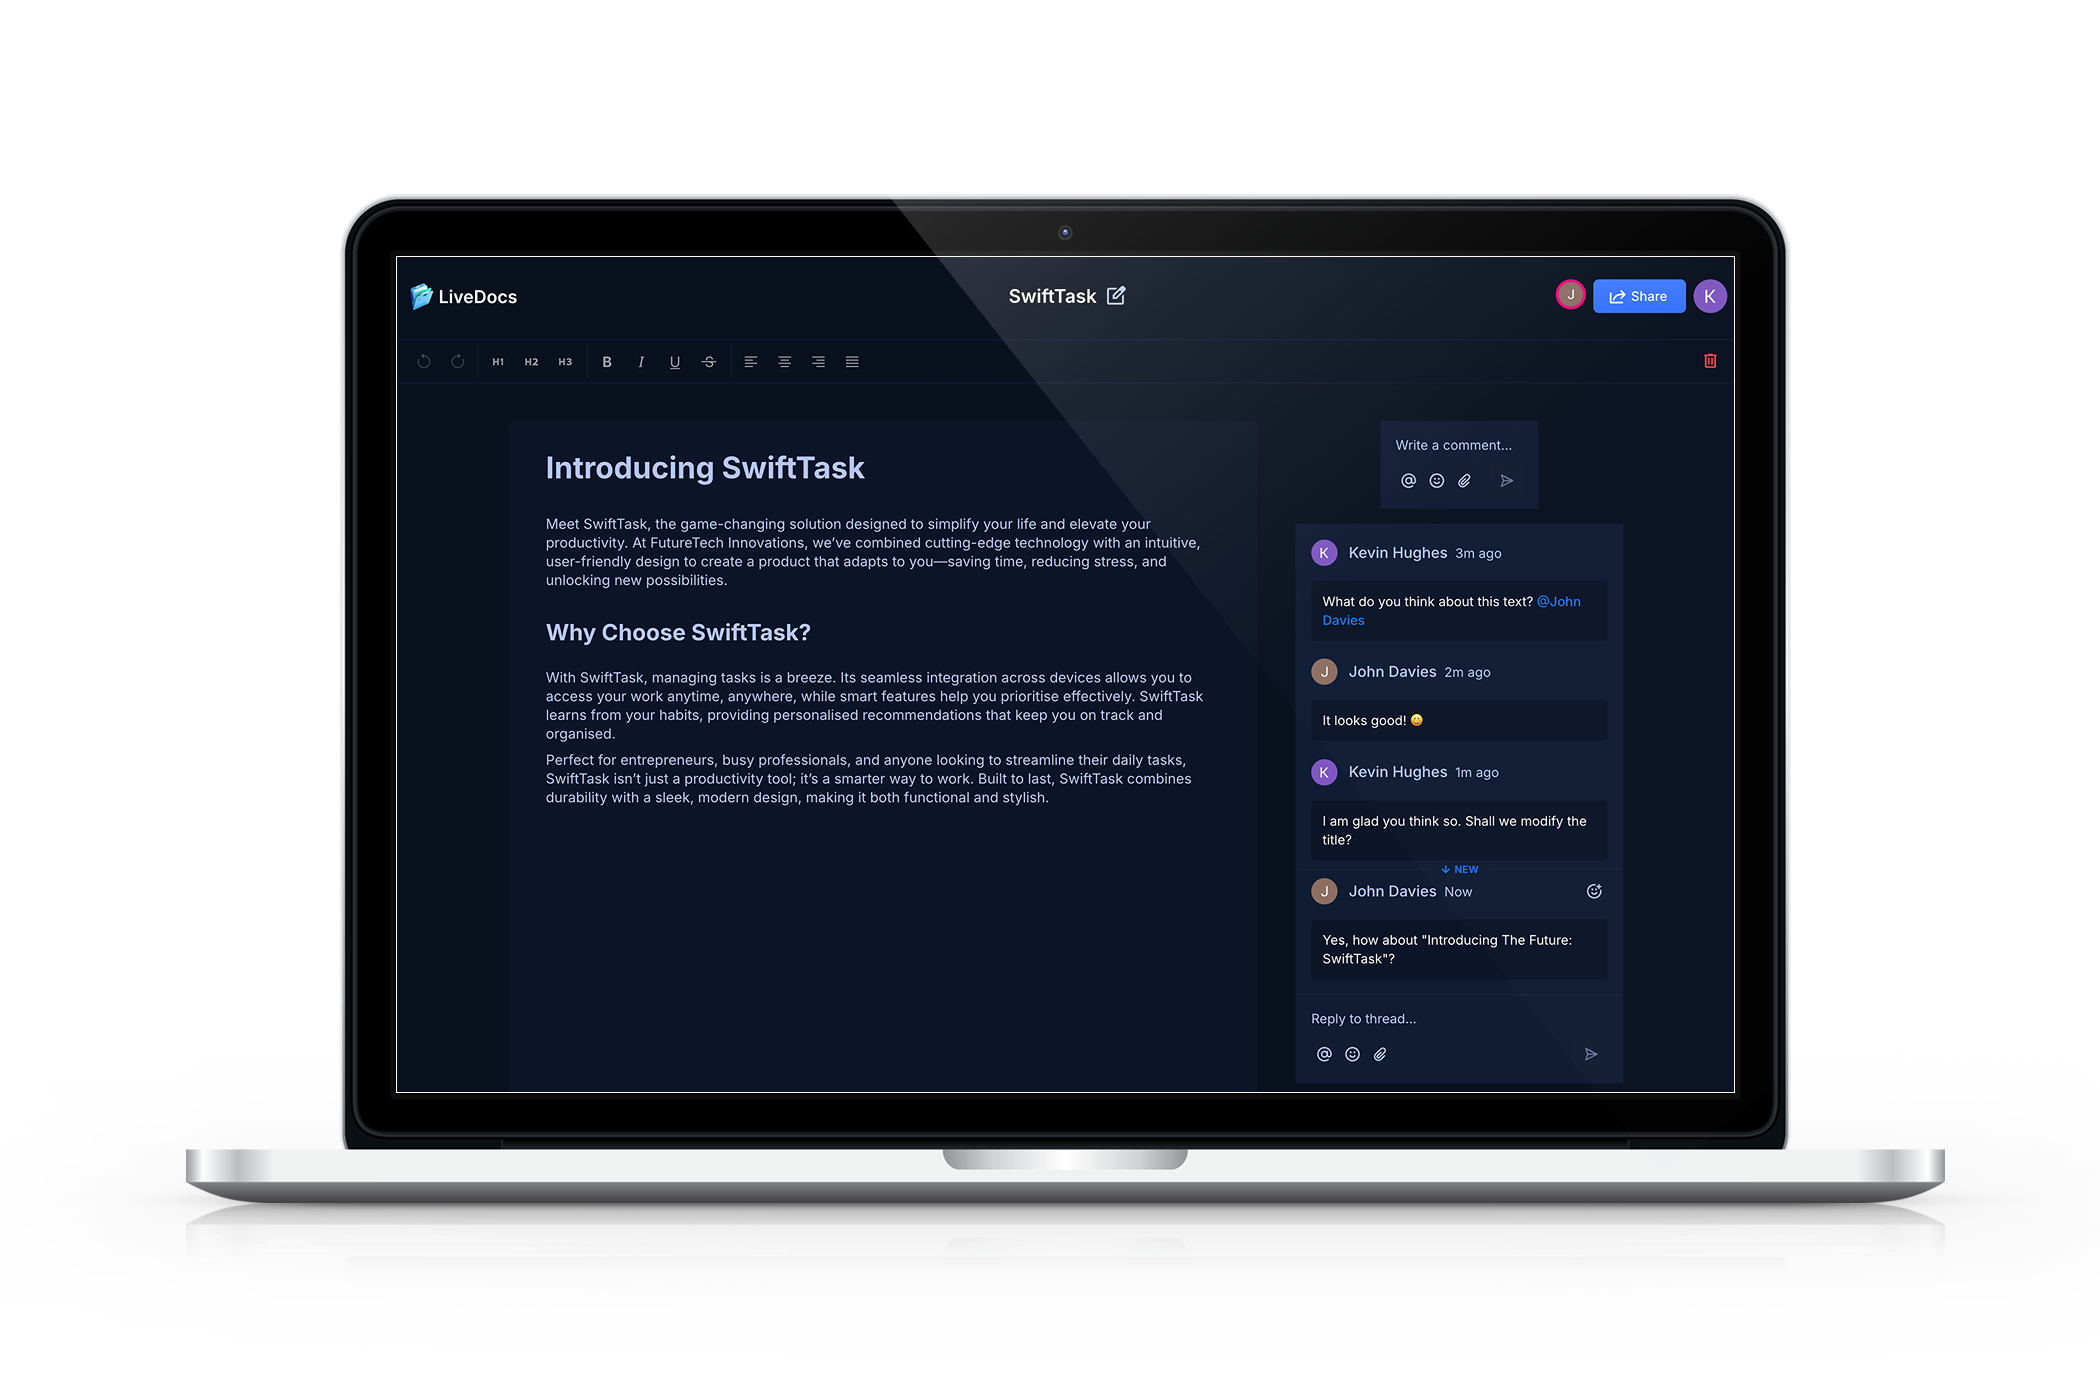 LiveDocs
SwiftTask
J
Share
K
H1
H2
H3
B
I
U
S
Introducing SwiftTask
Meet SwiftTask, the game-changing solution designed to simplify your life and elevate your
productivity. At FutureTech Innovations, we’ve combined cutting-edge technology with an intuitive,
user-friendly design to create a product that adapts to you—saving time, reducing stress, and
unlocking new possibilities.
Why Choose SwiftTask?
With SwiftTask, managing tasks is a breeze. Its seamless integration across devices allows you to
access your work anytime, anywhere, while smart features help you prioritise effectively. SwiftTask
learns from your habits, providing personalised recommendations that keep you on track and
organised.
Perfect for entrepreneurs, busy professionals, and anyone looking to streamline their daily tasks,
SwiftTask isn’t just a productivity tool; it’s a smarter way to work. Built to last, SwiftTask combines
durability with a sleek, modern design, making it both functional and stylish.
Write a comment...
@
K Kevin Hughes 3m ago
What do you think about this text? @John
Davies
J John Davies 2m ago
It looks good! 😀
K Kevin Hughes 1m ago
I am glad you think so. Shall we modify the
title?
↓ NEW
J John Davies Now
Yes, how about "Introducing The Future:
SwiftTask"?
Reply to thread...
@